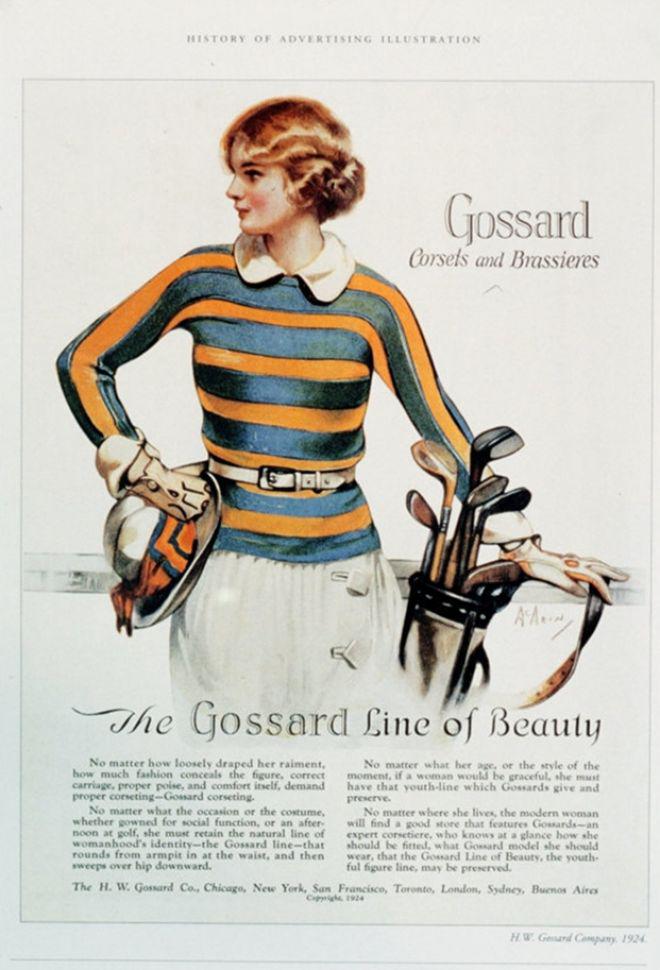 HISTORY OF ADVERTISING ILLUSTRATION
Gossard
Corsets and Brassieres
The Gossard Line of Beauty
No matter how loosely draped her raiment,
how much fashion conceals the figure, correct
carriage, proper poise, and comfort itself, demand
proper corseting—Gossard corseting.
No matter what the occasion or the costume,
whether gowned for social function, or an after-
noon at golf, she must retain the natural line of
womanhood's identity—the Gossard line—that
rounds from armpit in at the waist, and then
sweeps over hip downward.
No matter what her age, or the style of the
moment, if a woman would be graceful, she must
have that youth-line which Gossards give and
preserve.
No matter where she lives, the modern woman
will find a good store that features Gossards—an
expert corsetiere, who knows at a glance how she
should be fitted, what Gossard model she should
wear, that the Gossard Line of Beauty, the youth-
ful figure line, may be preserved.
The H. W. Gossard Co., Chicago, New York, San Francisco, Toronto, London, Sydney, Buenos Aires
Copyright, 1924
H.W. Gossard Company. 1924.